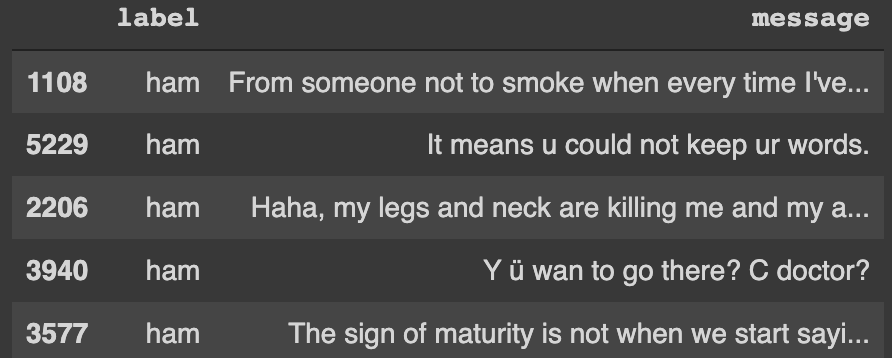 label message
1108 ham From someone not to smoke when every time I've...
5229 ham It means u could not keep ur words.
2206 ham Haha, my legs and neck are killing me and my a...
3940 ham Y ü wan to go there? C doctor?
3577 ham The sign of maturity is not when we start sayi...